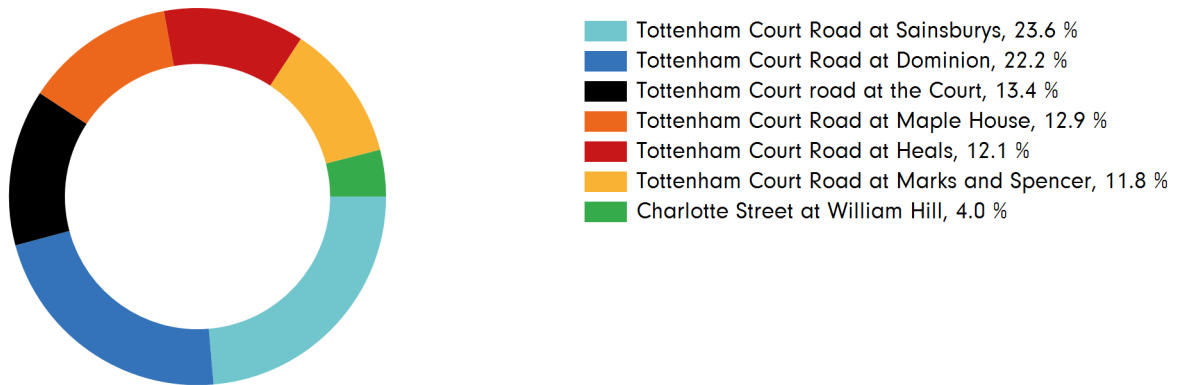 Tottenham Court Road at Sainsburys, 23.6 %
Tottenham Court Road at Dominion, 22.2 %
Tottenham Court road at the Court, 13.4 %
Tottenham Court Road at Maple House, 12.9 %
Tottenham Court Road at Heals, 12.1 %
Tottenham Court Road at Marks and Spencer, 11.8 %
Charlotte Street at William Hill, 4.0 %